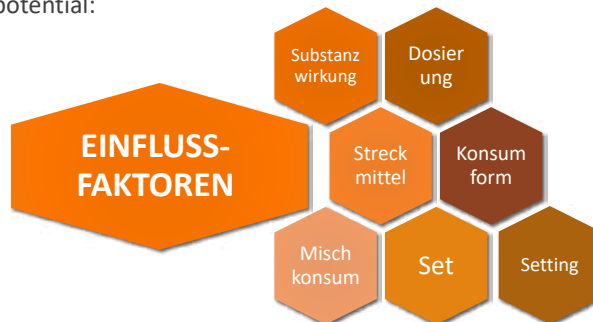 potential:
Substanz
wirkung
Dosier
ung
EINFLUSS-
FAKTOREN
Streck
mittel
Konsum
form
Misch
konsum
Set
Setting